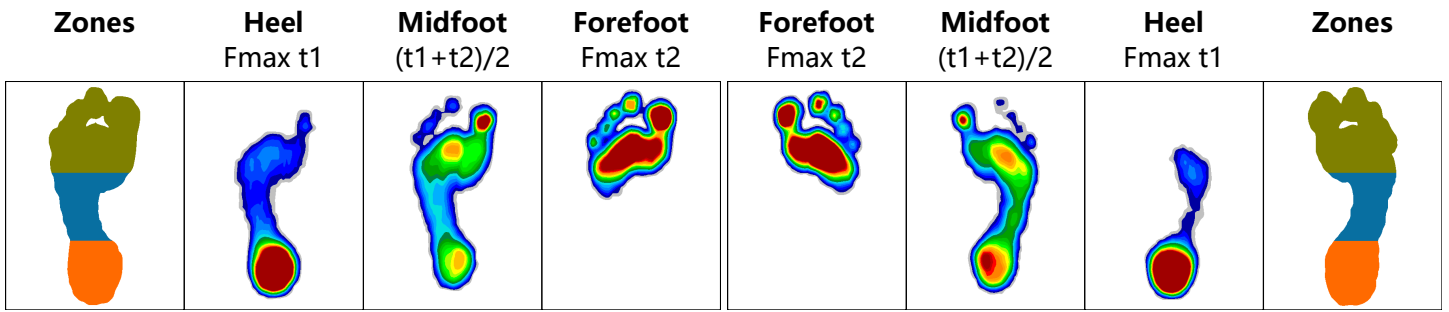 Zones Heel Midfoot Forefoot Forefoot Midfoot Heel Zones
Fmax t1 (t1+t2)/2 Fmax t2 Fmax t2 (t1+t2)/2 Fmax t1